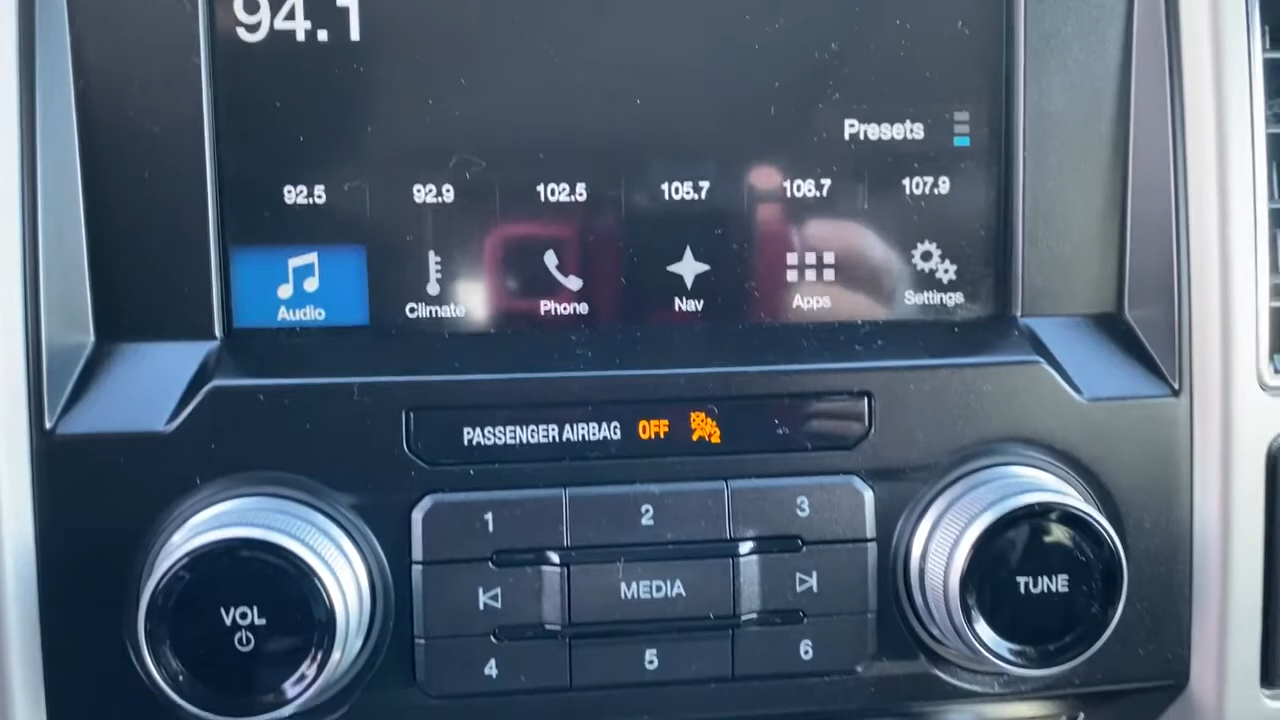 94.1
Presets
92.5 92.9 102.5 105.7 106.7 107.9
Audio Climate Phone Nav Apps Settings
PASSENGER AIRBAG OFF 2
1 2 3
MEDIA
VOL TUNE
4 5 6